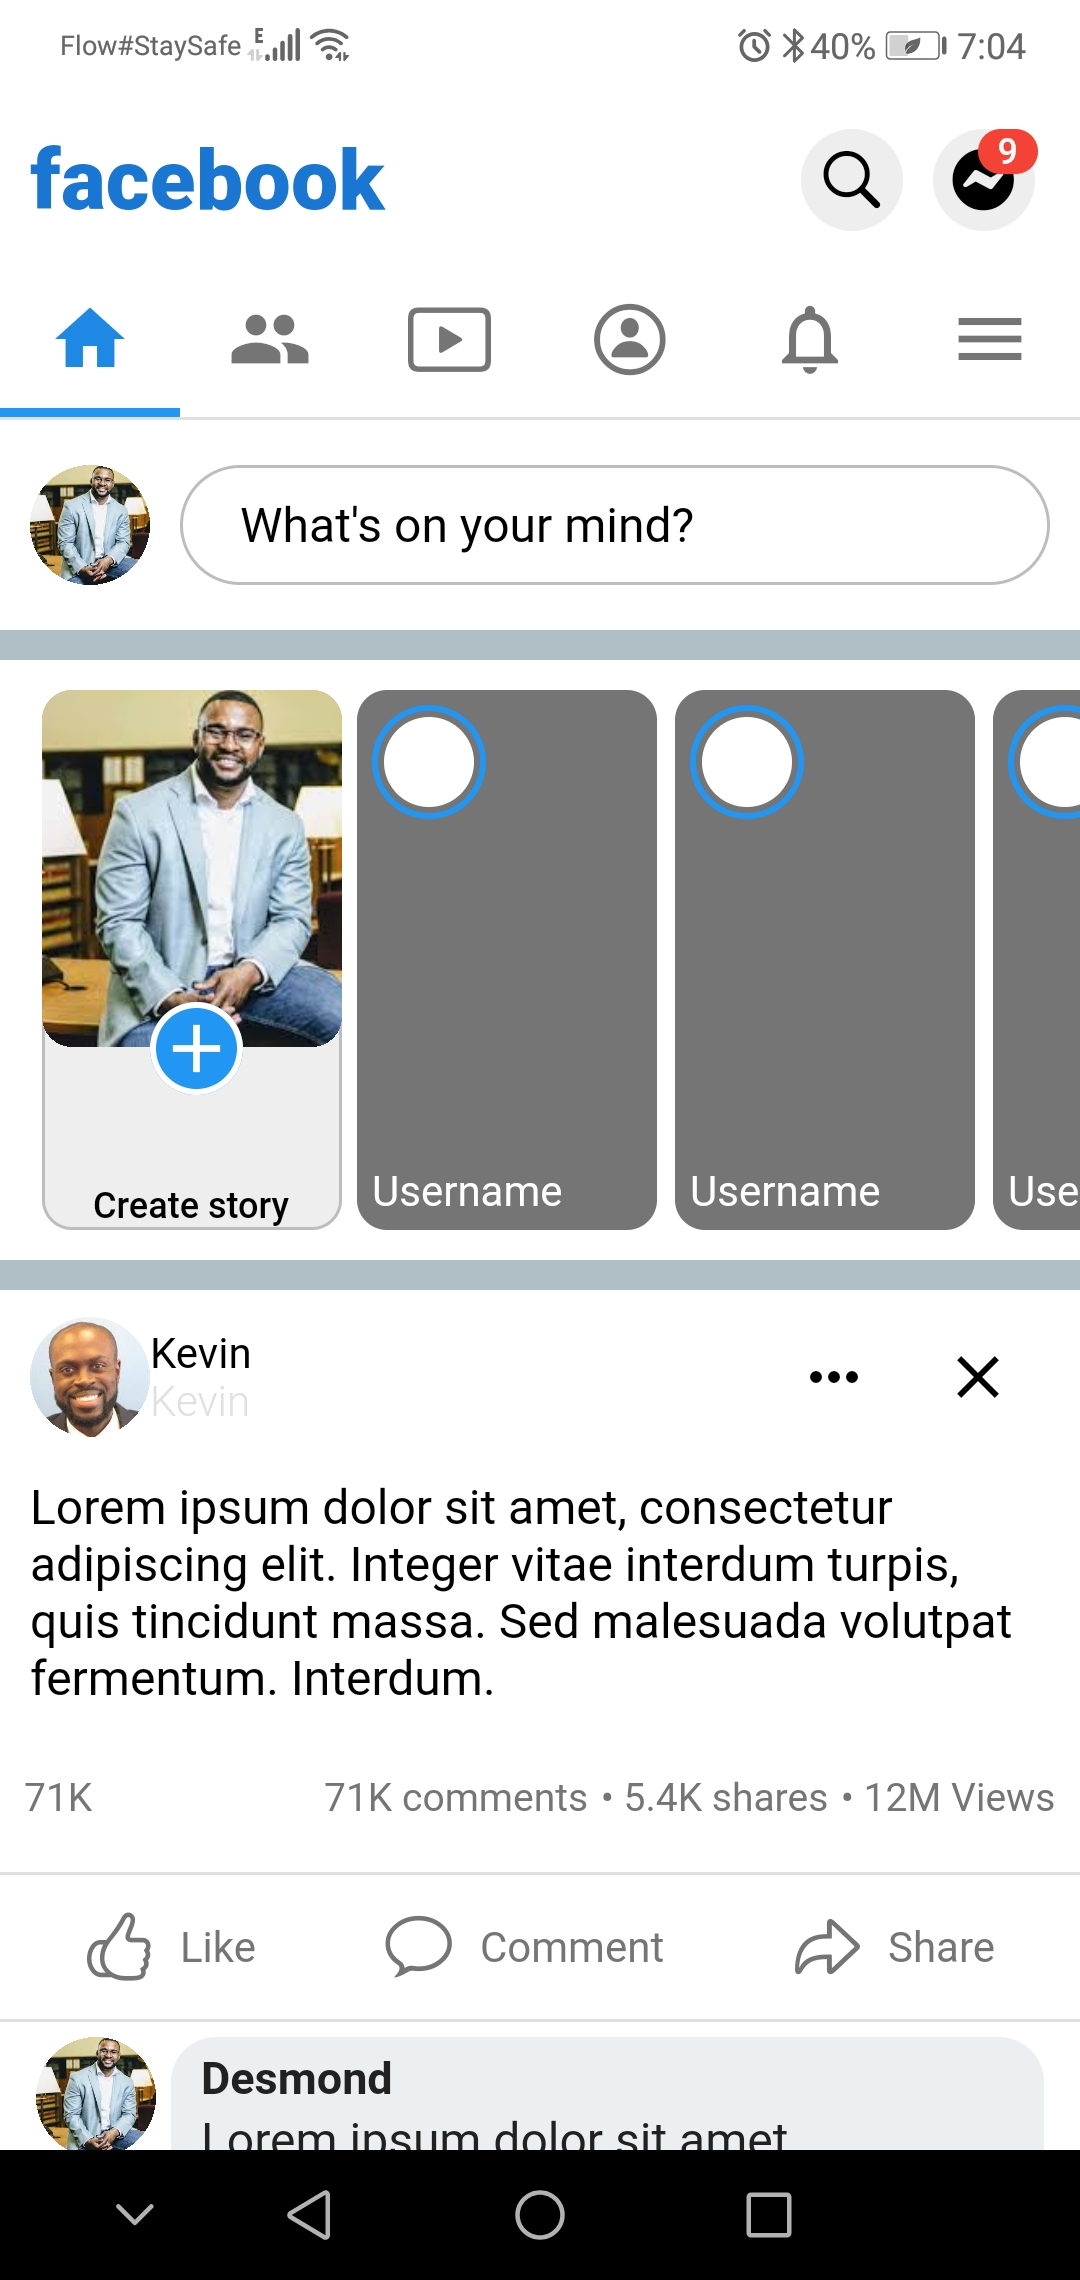 Flow#StaySafe E 40% 7:04
facebook
9
What's on your mind?
Create story
Username
Username
Use
Kevin
Kevin
Lorem ipsum dolor sit amet, consectetur
adipiscing elit. Integer vitae interdum turpis,
quis tincidunt massa. Sed malesuada volutpat
fermentum. Interdum.
71K 71K comments • 5.4K shares • 12M Views
Like Comment Share
Desmond
Lorem ipsum dolor sit amet